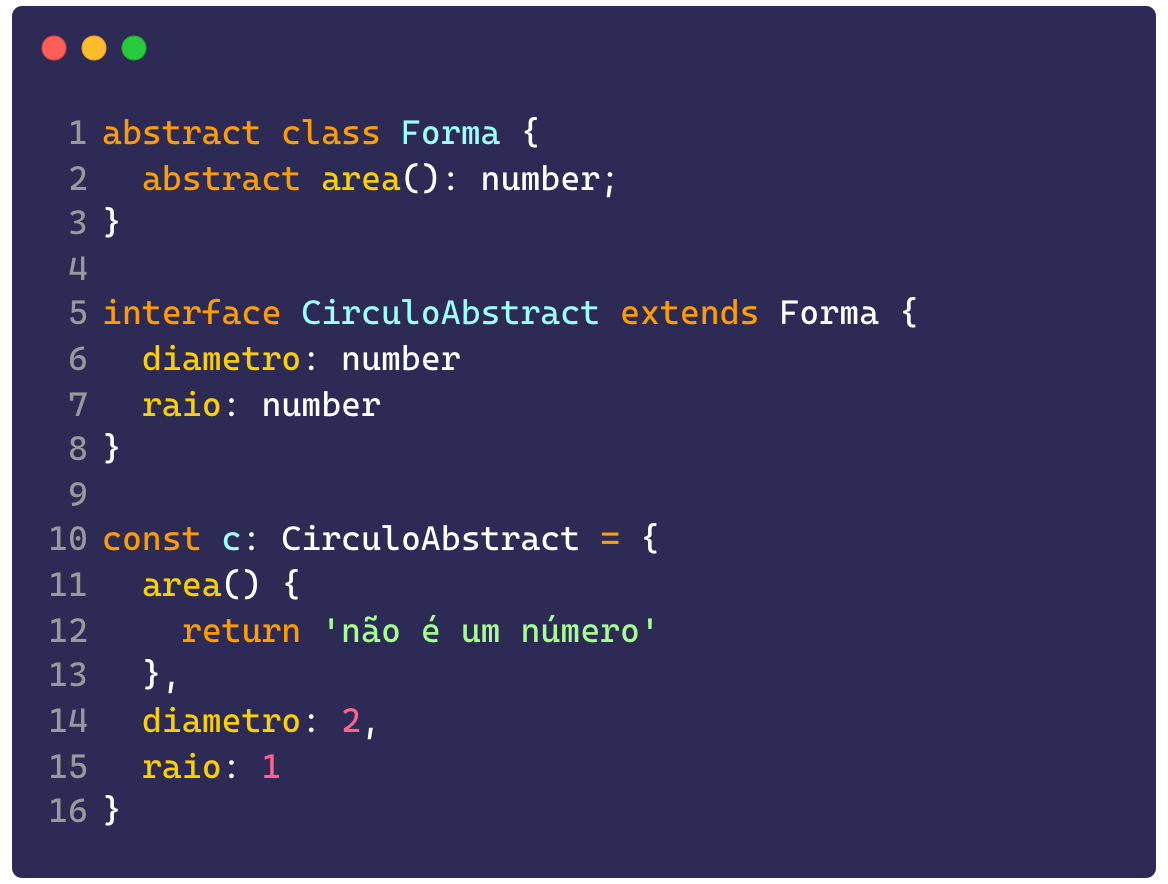 1 abstract class Forma {
2   abstract area(): number;
3 }
4
5 interface CirculoAbstract extends Forma {
6   diametro: number
7   raio: number
8 }
9
10 const c: CirculoAbstract = {
11   area() {
12     return 'não é um número'
13   },
14   diametro: 2,
15   raio: 1
16 }